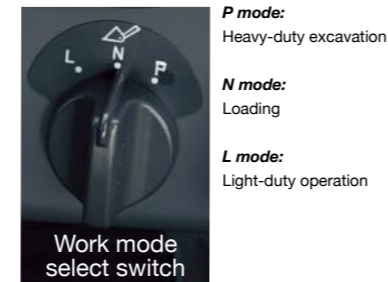 L
N
P
Work mode
select switch
P mode:
Heavy-duty excavation
N mode:
Loading
L mode:
Light-duty operation